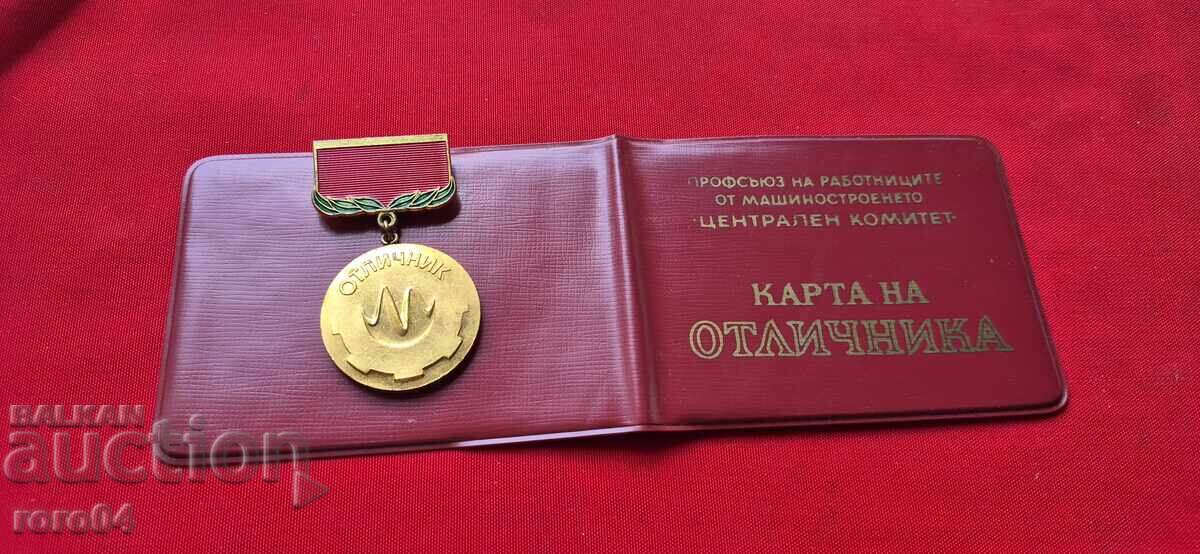 ОТЛИЧНИК
ПРОФСЪЮЗ НА РАБОТНИЦИТЕ
ОТ МАШИНОСТРОЕНЕТО
·ЦЕНТРАЛЕН КОМИТЕТ·
КАРТА НА
ОТЛИЧНИКА
BALKAN
auction
roro04